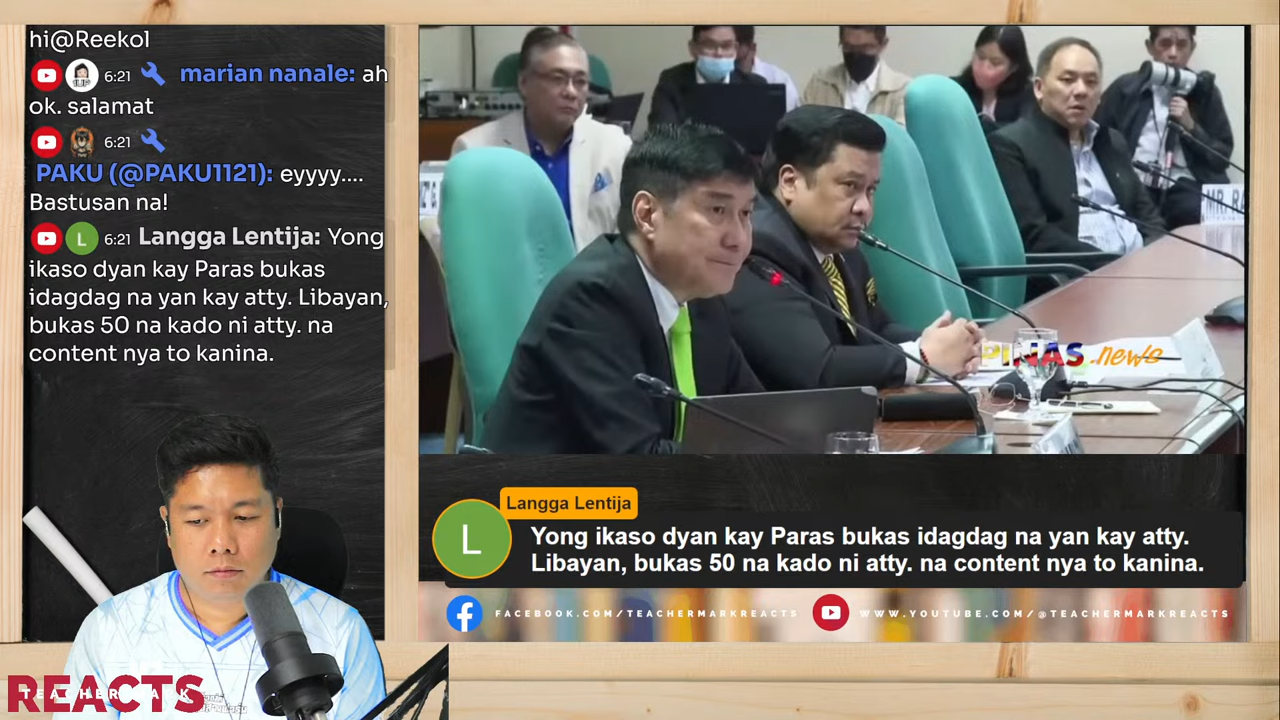 hi@Reekol
6:21 marian nanale: ah
ok. salamat
6:21
PAKU (@PAKU1121): eyyyy....
Bastusan na!
L 6:21 Langga Lentija: Yong
ikaso dyan kay Paras bukas
idagdag na yan kay atty. Libayan,
bukas 50 na kado ni atty. na
content nya to kanina.
MR. RA
PINAS.news
Langga Lentija
L
Yong ikaso dyan kay Paras bukas idagdag na yan kay atty.
Libayan, bukas 50 na kado ni atty. na content nya to kanina.
FACEBOOK.COM/TEACHERMARKREACTS
WWW.YOUTUBE.COM/@TEACHERMARKREACTS
TEACHER MARK
REACTS